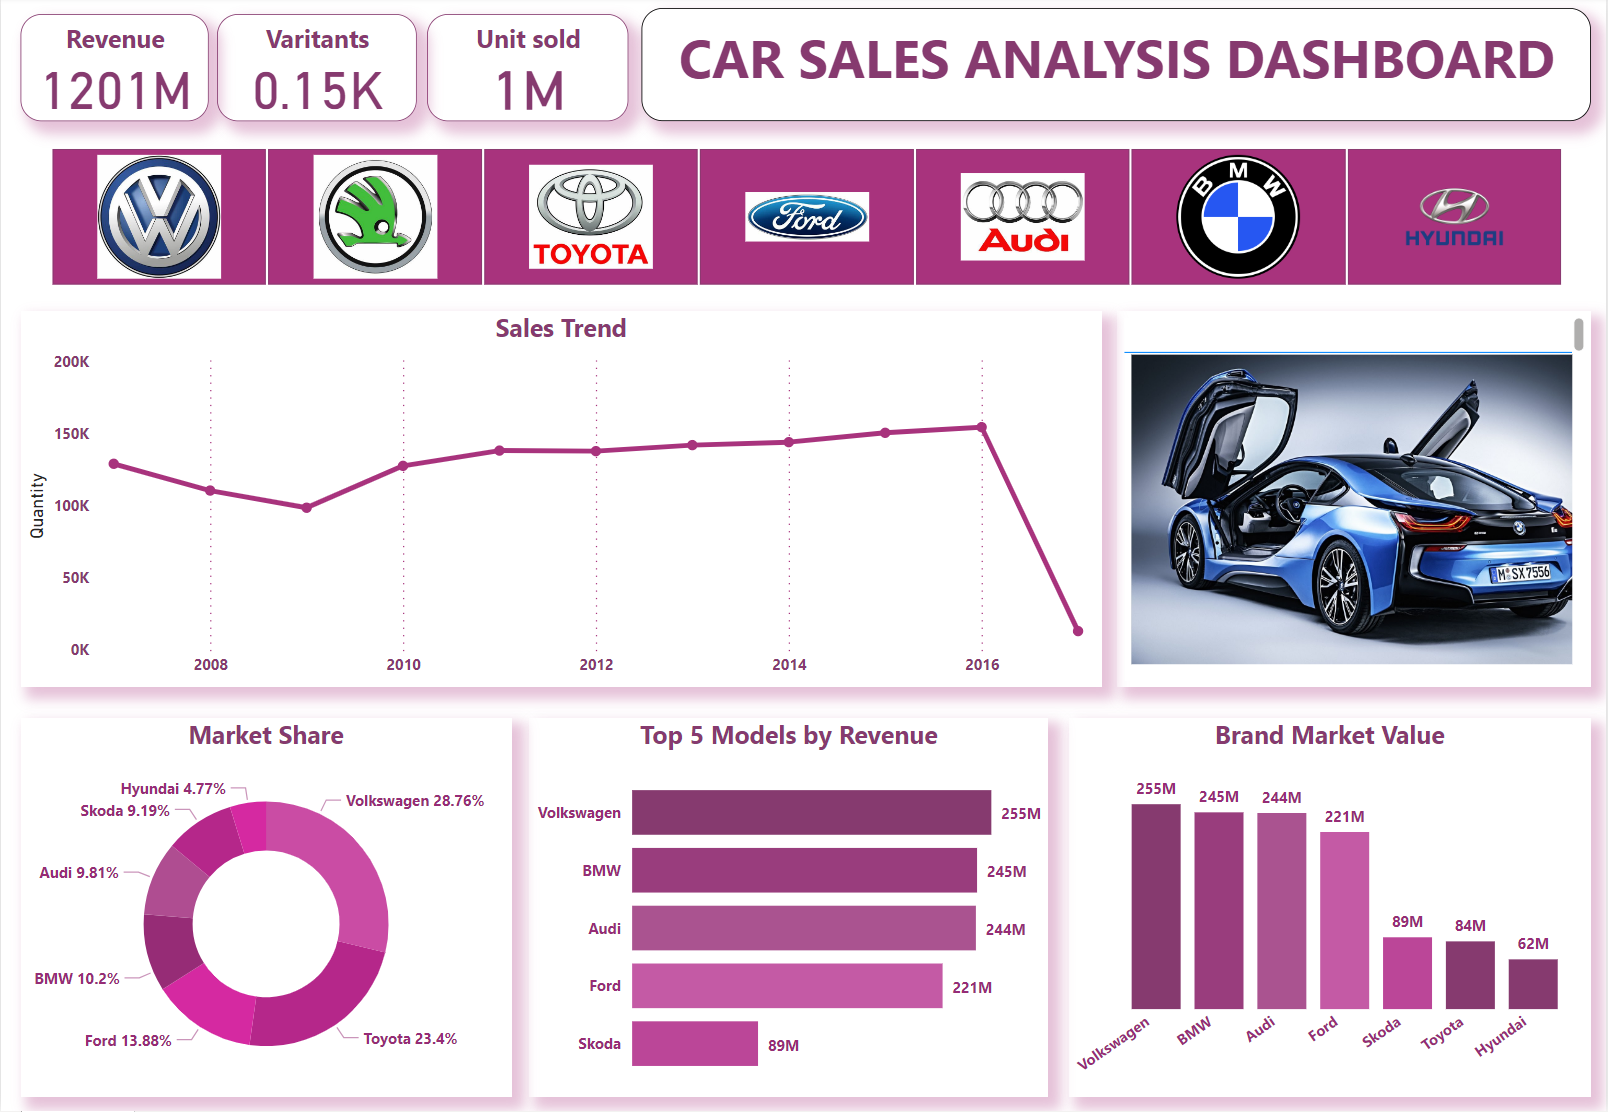 Revenue
1201M
Varitants
0.15K
Unit sold
1M
CAR SALES ANALYSIS DASHBOARD
TOYOTA
Ford
Audi
BMW
HYUNDAI
Sales Trend
200K
150K
100K
50K
0K
Quantity
2008
2010
2012
2014
2016
M SX 7556
Market Share
Hyundai 4.77%
Skoda 9.19%
Audi 9.81%
BMW 10.2%
Ford 13.88%
Toyota 23.4%
Volkswagen 28.76%
Top 5 Models by Revenue
Volkswagen 255M
BMW 245M
Audi 244M
Ford 221M
Skoda 89M
Brand Market Value
255M
245M
244M
221M
89M
84M
62M
Volkswagen
BMW
Audi
Ford
Skoda
Toyota
Hyundai